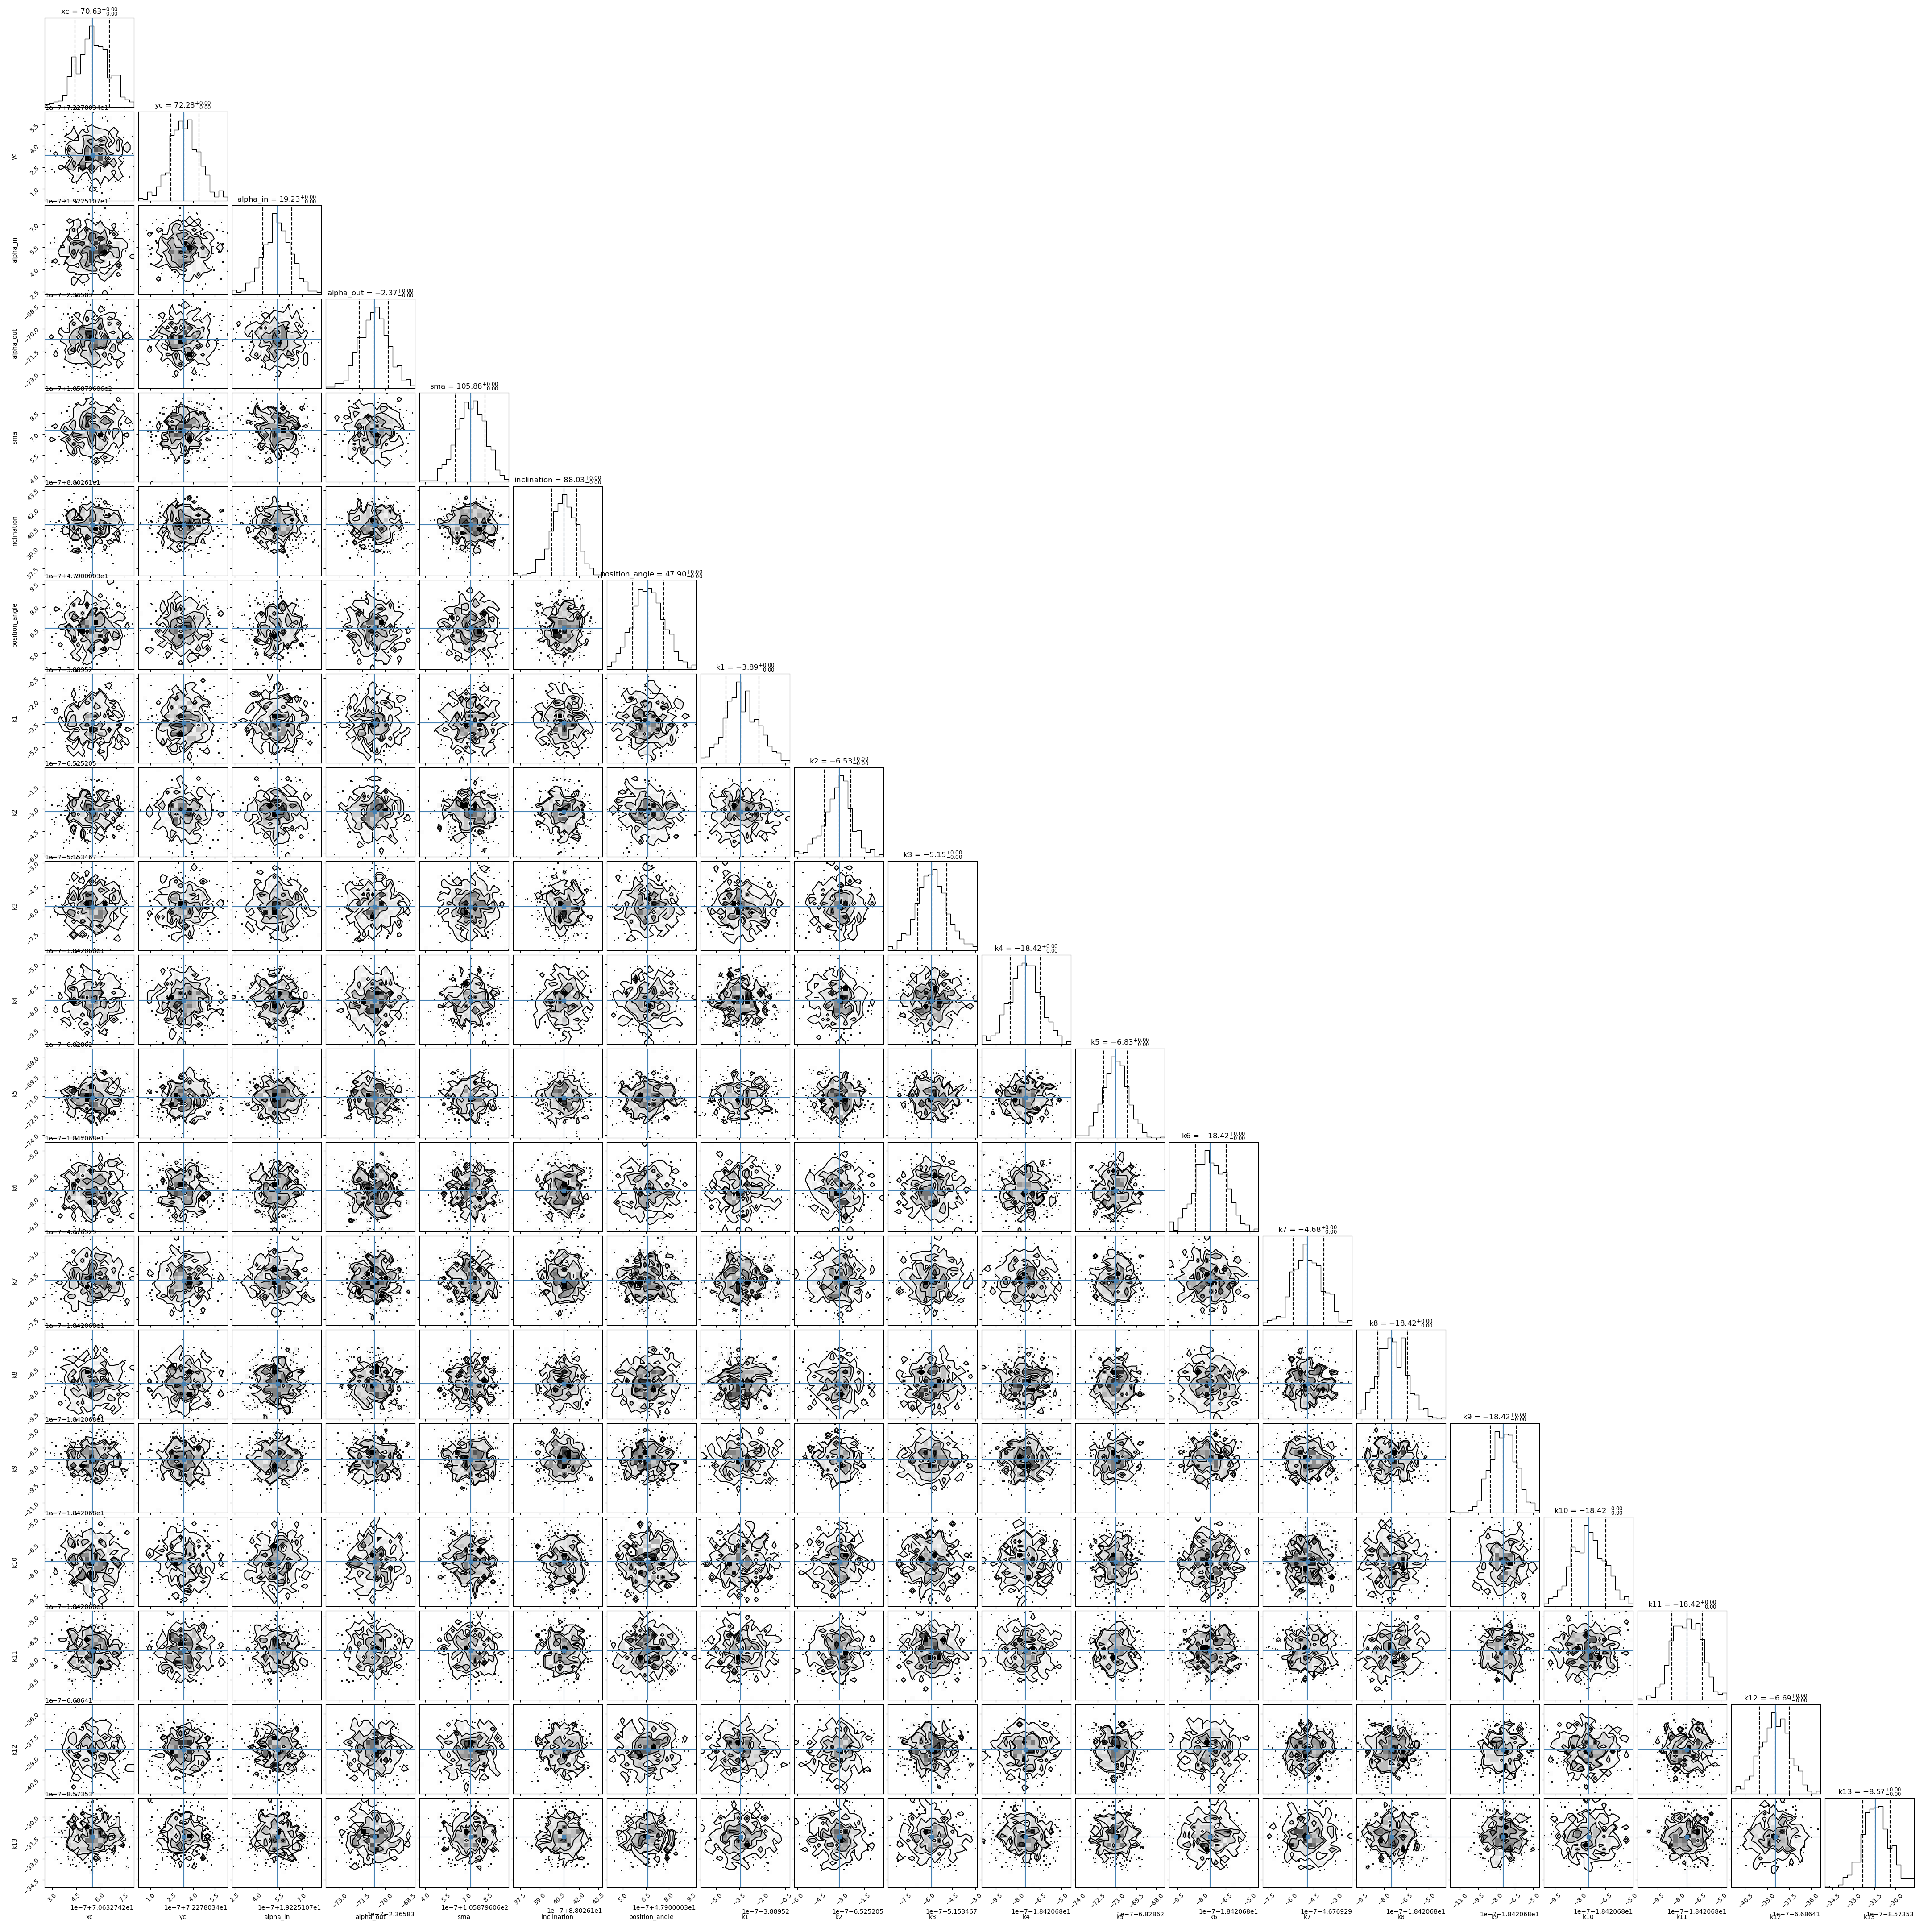 xc = 70.63+0.00−0.00
1e−7+7.2278034e1
yc = 72.28+0.00−0.00
yc
5.5
4.0
2.5
1.0
1e−7+1.9225107e1
alpha_in = 19.23+0.00−0.00
alpha_in
7.0
5.5
4.0
2.5
1e−7−2.36583
alpha_out = −2.37+0.00−0.00
alpha_out
−68.5
−70.0
−71.5
−73.0
1e−7+1.05879606e2
sma = 105.88+0.00−0.00
sma
8.5
7.0
5.5
4.0
1e−7+8.80261e1
inclination = 88.03+0.00−0.00
inclination
43.5
42.0
40.5
39.0
37.5
1e−7+4.7900003e1
position_angle = 47.90+0.00−0.00
position_angle
9.5
8.0
6.5
5.0
1e−7−3.88952
k1 = −3.89+0.00−0.00
k1
−0.5
−2.0
−3.5
−5.0
1e−7−6.525205
k2 = −6.53+0.00−0.00
k2
−1.5
−3.0
−4.5
−6.0
1e−7−5.153467
k3 = −5.15+0.00−0.00
k3
−3.0
−4.5
−6.0
−7.5
1e−7−1.842068e1
k4 = −18.42+0.00−0.00
k4
−5.0
−6.5
−8.0
−9.5
1e−7−6.82862
k5 = −6.83+0.00−0.00
k5
−68.0
−69.5
−71.0
−72.5
−74.0
1e−7−1.842068e1
k6 = −18.42+0.00−0.00
k6
−5.0
−6.5
−8.0
−9.5
1e−7−4.676929
k7 = −4.68+0.00−0.00
k7
−3.0
−4.5
−6.0
−7.5
1e−7−1.842068e1
k8 = −18.42+0.00−0.00
k8
−5.0
−6.5
−8.0
−9.5
1e−7−1.842068e1
k9 = −18.42+0.00−0.00
k9
−5.0
−6.5
−8.0
−9.5
−11.0
1e−7−1.842068e1
k10 = −18.42+0.00−0.00
k10
−5.0
−6.5
−8.0
−9.5
1e−7−1.842068e1
k11 = −18.42+0.00−0.00
k11
−5.0
−6.5
−8.0
−9.5
1e−7−6.68641
k12 = −6.69+0.00−0.00
k12
−36.0
−37.5
−39.0
−40.5
1e−7−8.57353
k13 = −8.57+0.00−0.00
k13
−30.0
−31.5
−33.0
−34.5
3.0 4.5 6.0 7.5 1.0 2.5 4.0 5.5 2.5 4.0 5.5 7.0 −73.0 −71.5 −70.0 −68.5 4.0 5.5 7.0 8.5 37.5 39.0 40.5 42.0 43.5 5.0 6.5 8.0 9.5 −5.0 −3.5 −2.0 −0.5 −6.0 −4.5 −3.0 −1.5 −7.5 −6.0 −4.5 −3.0 −9.5 −8.0 −6.5 −5.0 −74.0 −72.5 −71.0 −69.5 −68.0 −9.5 −8.0 −6.5 −5.0 −7.5 −6.0 −4.5 −3.0 −9.5 −8.0 −6.5 −5.0 −11.0 −9.5 −8.0 −6.5 −5.0 −9.5 −8.0 −6.5 −5.0 −9.5 −8.0 −6.5 −5.0 −40.5 −39.0 −37.5 −36.0 −34.5 −33.0 −31.5 −30.0
1e−7+7.0632742e1 1e−7+7.2278034e1 1e−7+1.9225107e1 1e−7−2.36583 1e−7+1.05879606e2 1e−7+8.80261e1 1e−7+4.7900003e1 1e−7−3.88952 1e−7−6.525205 1e−7−5.153467 1e−7−1.842068e1 1e−7−6.82862 1e−7−1.842068e1 1e−7−4.676929 1e−7−1.842068e1 1e−7−1.842068e1 1e−7−1.842068e1 1e−7−1.842068e1 1e−7−6.68641 1e−7−8.57353
xc yc alpha_in alpha_out sma inclination position_angle k1 k2 k3 k4 k5 k6 k7 k8 k9 k10 k11 k12 k13